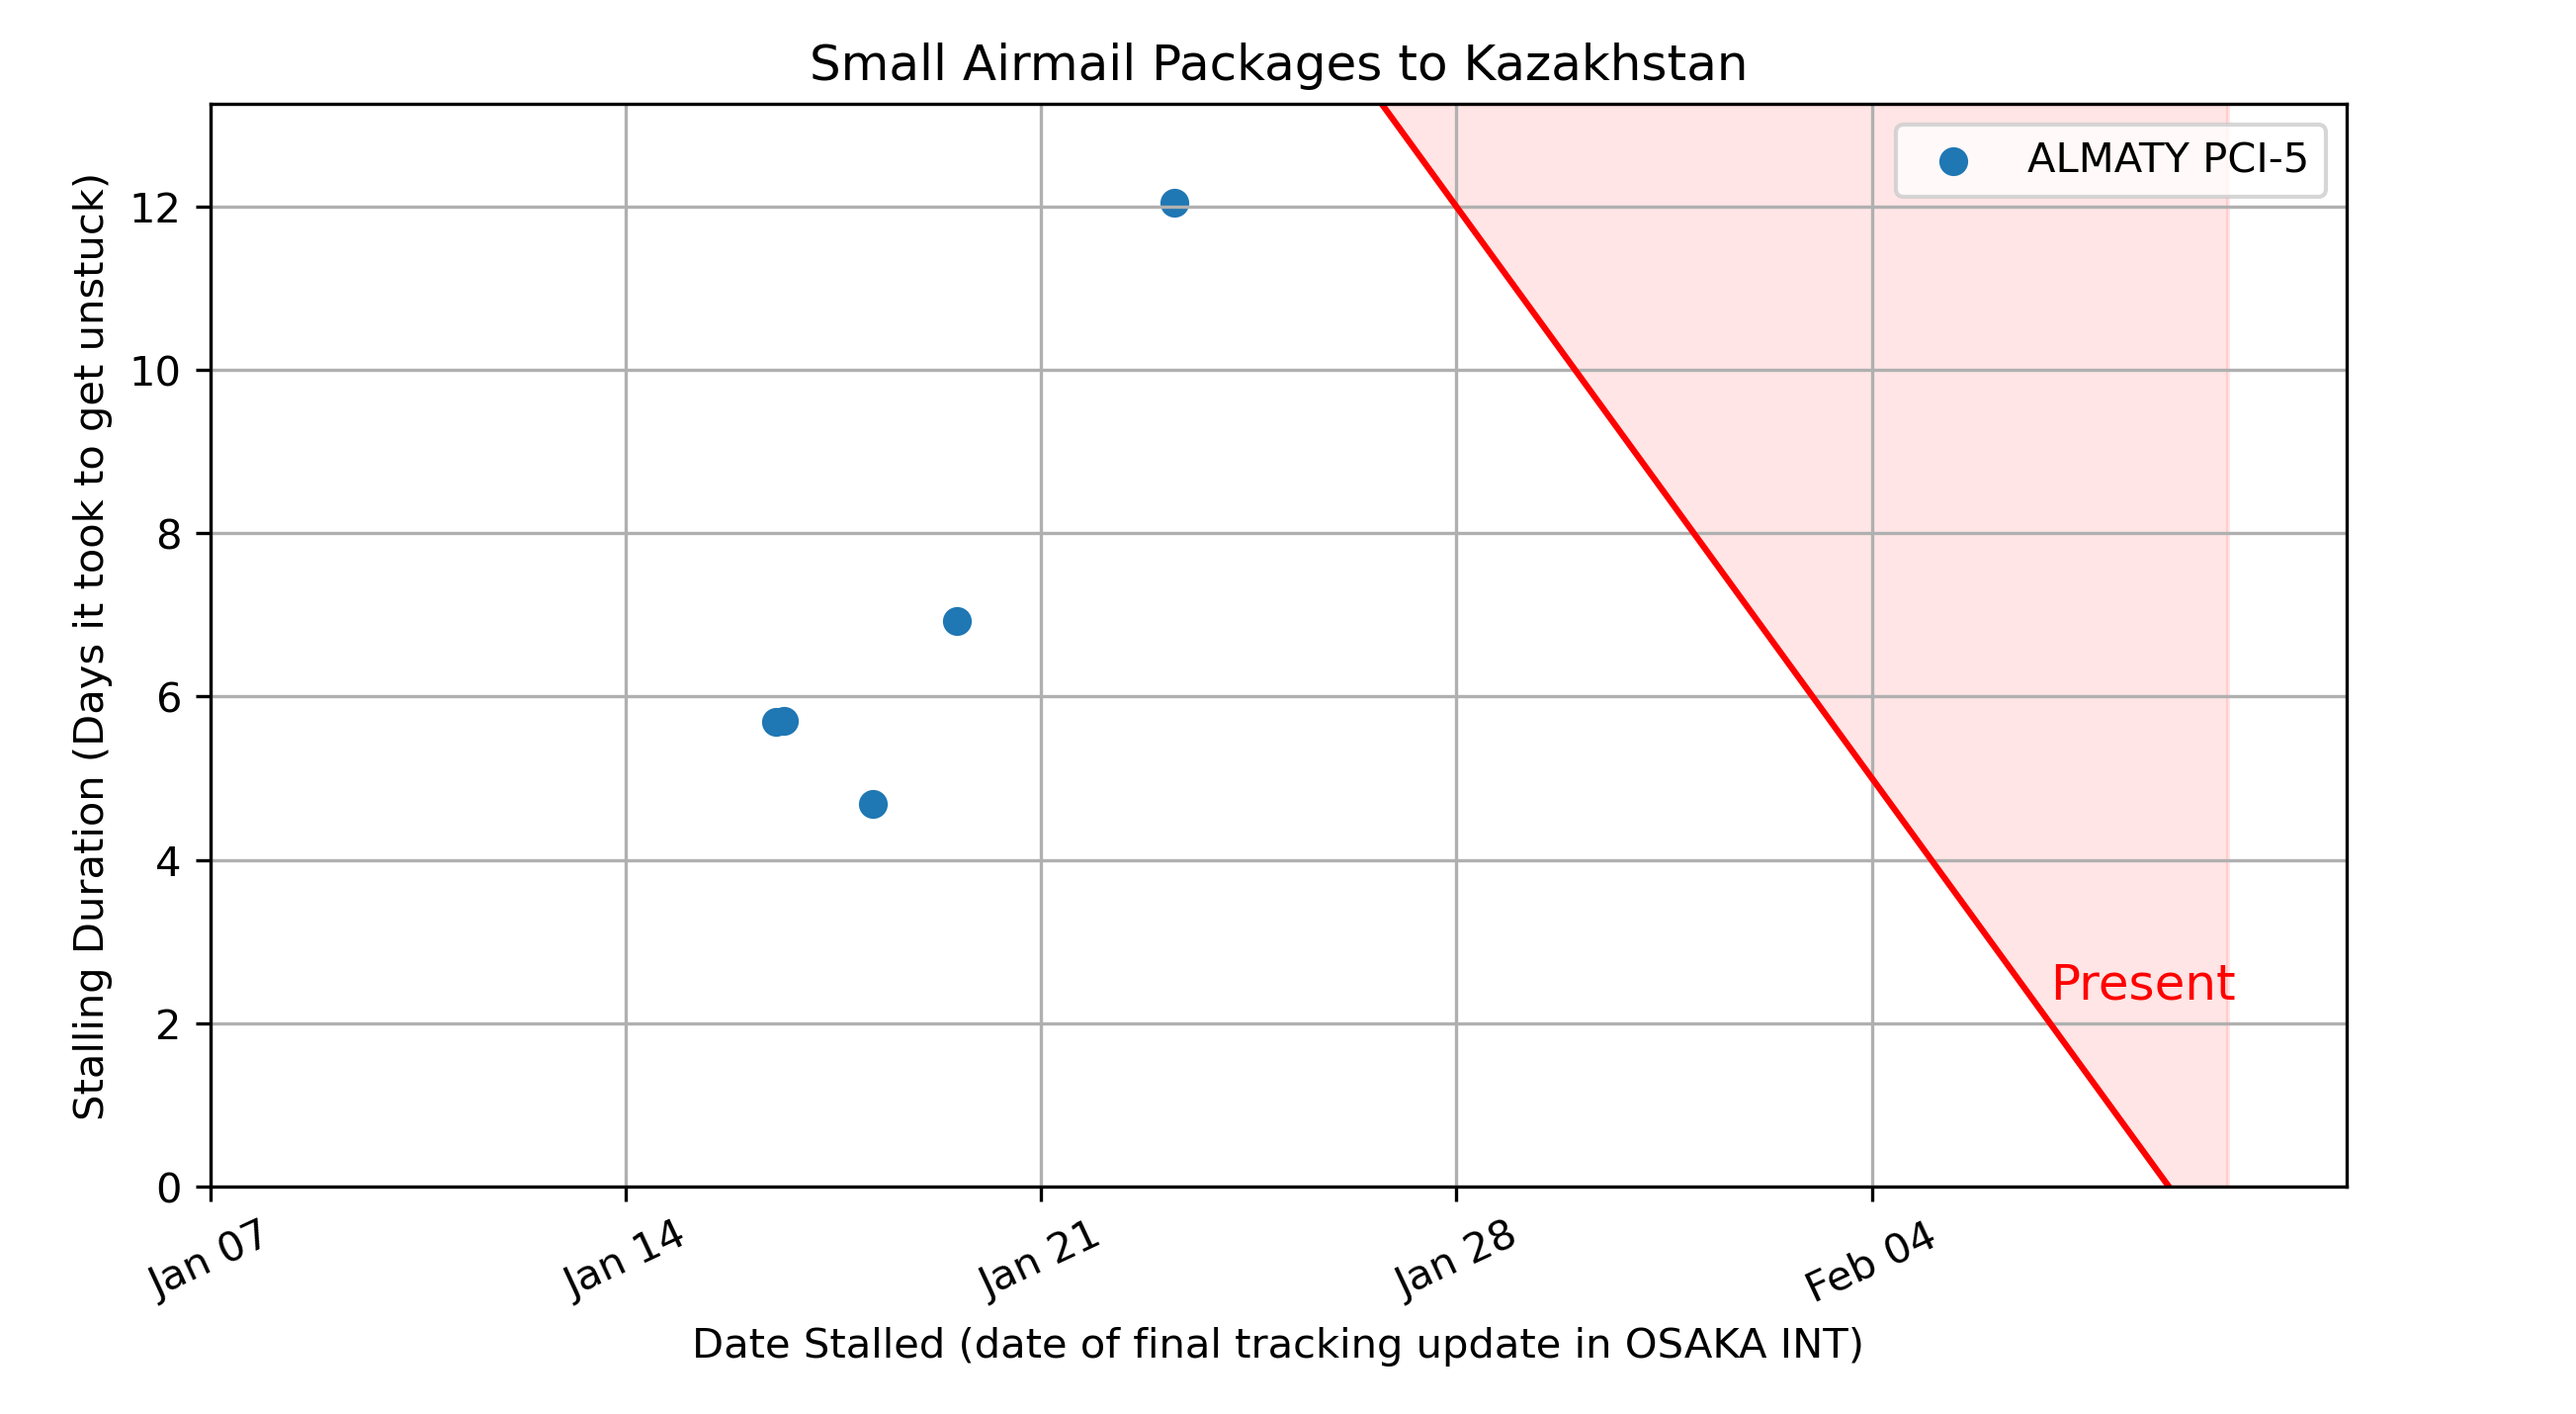 Small Airmail Packages to Kazakhstan
ALMATY PCI-5
Stalling Duration (Days it took to get unstuck)
12
10
8
6
4
2
0
Present
Jan 07
Jan 14
Jan 21
Jan 28
Feb 04
Date Stalled (date of final tracking update in OSAKA INT)